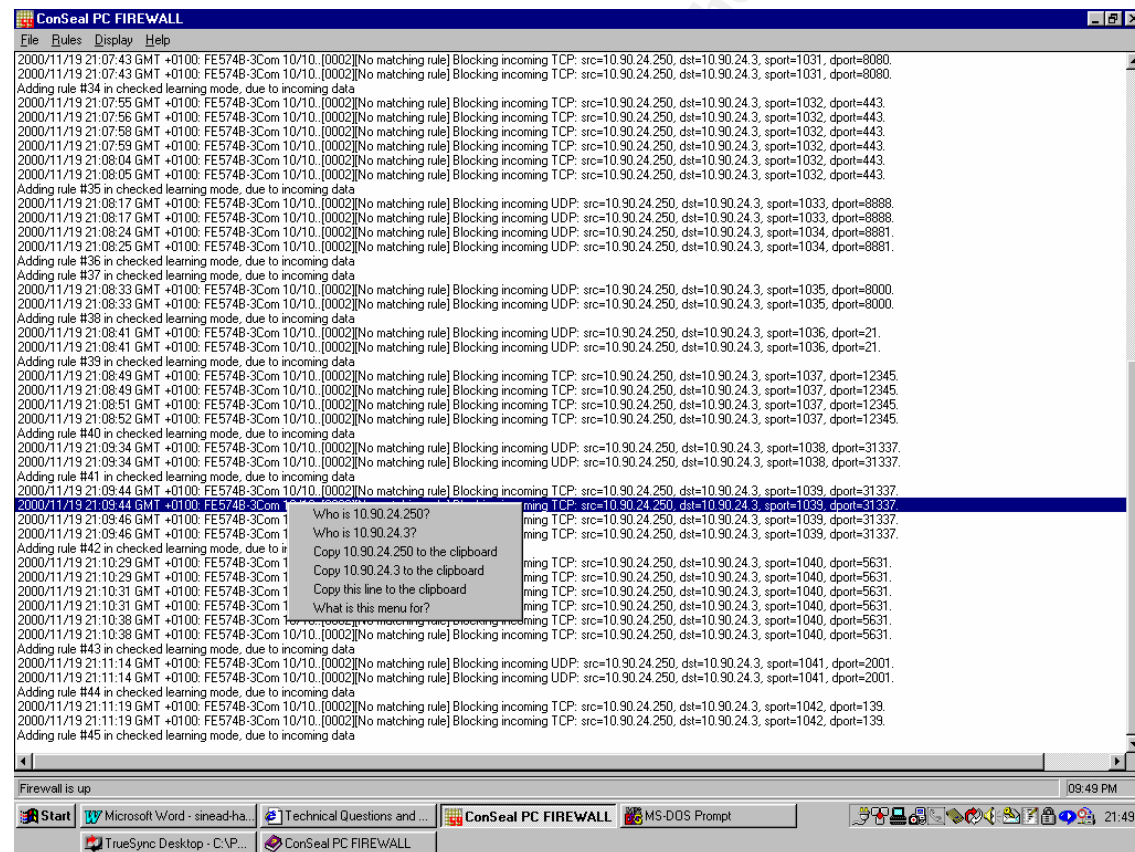 ConSeal PC FIREWALL
File Rules Display Help
2000/11/19 21:07:43 GMT +0100: FE574B-3Com 10/10..[0002][No matching rule] Blocking incoming TCP: src=10.90.24.250, dst=10.90.24.3, sport=1031, dport=8080.
2000/11/19 21:07:43 GMT +0100: FE574B-3Com 10/10..[0002][No matching rule] Blocking incoming TCP: src=10.90.24.250, dst=10.90.24.3, sport=1031, dport=8080.
Adding rule #34 in checked learning mode, due to incoming data
2000/11/19 21:07:55 GMT +0100: FE574B-3Com 10/10..[0002][No matching rule] Blocking incoming TCP: src=10.90.24.250, dst=10.90.24.3, sport=1032, dport=443.
2000/11/19 21:07:56 GMT +0100: FE574B-3Com 10/10..[0002][No matching rule] Blocking incoming TCP: src=10.90.24.250, dst=10.90.24.3, sport=1032, dport=443.
2000/11/19 21:07:58 GMT +0100: FE574B-3Com 10/10..[0002][No matching rule] Blocking incoming TCP: src=10.90.24.250, dst=10.90.24.3, sport=1032, dport=443.
2000/11/19 21:07:59 GMT +0100: FE574B-3Com 10/10..[0002][No matching rule] Blocking incoming TCP: src=10.90.24.250, dst=10.90.24.3, sport=1032, dport=443.
2000/11/19 21:08:04 GMT +0100: FE574B-3Com 10/10..[0002][No matching rule] Blocking incoming TCP: src=10.90.24.250, dst=10.90.24.3, sport=1032, dport=443.
2000/11/19 21:08:05 GMT +0100: FE574B-3Com 10/10..[0002][No matching rule] Blocking incoming TCP: src=10.90.24.250, dst=10.90.24.3, sport=1032, dport=443.
Adding rule #35 in checked learning mode, due to incoming data
2000/11/19 21:08:17 GMT +0100: FE574B-3Com 10/10..[0002][No matching rule] Blocking incoming UDP: src=10.90.24.250, dst=10.90.24.3, sport=1033, dport=8888.
2000/11/19 21:08:17 GMT +0100: FE574B-3Com 10/10..[0002][No matching rule] Blocking incoming UDP: src=10.90.24.250, dst=10.90.24.3, sport=1033, dport=8888.
2000/11/19 21:08:24 GMT +0100: FE574B-3Com 10/10..[0002][No matching rule] Blocking incoming UDP: src=10.90.24.250, dst=10.90.24.3, sport=1034, dport=8881.
2000/11/19 21:08:25 GMT +0100: FE574B-3Com 10/10..[0002][No matching rule] Blocking incoming UDP: src=10.90.24.250, dst=10.90.24.3, sport=1034, dport=8881.
Adding rule #36 in checked learning mode, due to incoming data
Adding rule #37 in checked learning mode, due to incoming data
2000/11/19 21:08:33 GMT +0100: FE574B-3Com 10/10..[0002][No matching rule] Blocking incoming UDP: src=10.90.24.250, dst=10.90.24.3, sport=1035, dport=8000.
2000/11/19 21:08:33 GMT +0100: FE574B-3Com 10/10..[0002][No matching rule] Blocking incoming UDP: src=10.90.24.250, dst=10.90.24.3, sport=1035, dport=8000.
Adding rule #38 in checked learning mode, due to incoming data
2000/11/19 21:08:41 GMT +0100: FE574B-3Com 10/10..[0002][No matching rule] Blocking incoming UDP: src=10.90.24.250, dst=10.90.24.3, sport=1036, dport=21.
2000/11/19 21:08:41 GMT +0100: FE574B-3Com 10/10..[0002][No matching rule] Blocking incoming UDP: src=10.90.24.250, dst=10.90.24.3, sport=1036, dport=21.
Adding rule #39 in checked learning mode, due to incoming data
2000/11/19 21:08:49 GMT +0100: FE574B-3Com 10/10..[0002][No matching rule] Blocking incoming TCP: src=10.90.24.250, dst=10.90.24.3, sport=1037, dport=12345.
2000/11/19 21:08:49 GMT +0100: FE574B-3Com 10/10..[0002][No matching rule] Blocking incoming TCP: src=10.90.24.250, dst=10.90.24.3, sport=1037, dport=12345.
2000/11/19 21:08:51 GMT +0100: FE574B-3Com 10/10..[0002][No matching rule] Blocking incoming TCP: src=10.90.24.250, dst=10.90.24.3, sport=1037, dport=12345.
2000/11/19 21:08:52 GMT +0100: FE574B-3Com 10/10..[0002][No matching rule] Blocking incoming TCP: src=10.90.24.250, dst=10.90.24.3, sport=1037, dport=12345.
Adding rule #40 in checked learning mode, due to incoming data
2000/11/19 21:09:34 GMT +0100: FE574B-3Com 10/10..[0002][No matching rule] Blocking incoming UDP: src=10.90.24.250, dst=10.90.24.3, sport=1038, dport=31337.
2000/11/19 21:09:34 GMT +0100: FE574B-3Com 10/10..[0002][No matching rule] Blocking incoming UDP: src=10.90.24.250, dst=10.90.24.3, sport=1038, dport=31337.
Adding rule #41 in checked learning mode, due to incoming data
2000/11/19 21:09:44 GMT +0100: FE574B-3Com 10/10..[0002][No matching rule] Blocking incoming TCP: src=10.90.24.250, dst=10.90.24.3, sport=1039, dport=31337.
2000/11/19 21:09:44 GMT +0100: FE574B-3Com 1 ming TCP: src=10.90.24.250, dst=10.90.24.3, sport=1039, dport=31337.
2000/11/19 21:09:46 GMT +0100: FE574B-3Com 1 ming TCP: src=10.90.24.250, dst=10.90.24.3, sport=1039, dport=31337.
2000/11/19 21:09:46 GMT +0100: FE574B-3Com 1 ming TCP: src=10.90.24.250, dst=10.90.24.3, sport=1039, dport=31337.
Adding rule #42 in checked learning mode, due to i
2000/11/19 21:10:29 GMT +0100: FE574B-3Com 1 ming TCP: src=10.90.24.250, dst=10.90.24.3, sport=1040, dport=5631.
2000/11/19 21:10:29 GMT +0100: FE574B-3Com 1 ming TCP: src=10.90.24.250, dst=10.90.24.3, sport=1040, dport=5631.
2000/11/19 21:10:31 GMT +0100: FE574B-3Com 1 ming TCP: src=10.90.24.250, dst=10.90.24.3, sport=1040, dport=5631.
2000/11/19 21:10:31 GMT +0100: FE574B-3Com 1 ming TCP: src=10.90.24.250, dst=10.90.24.3, sport=1040, dport=5631.
2000/11/19 21:10:38 GMT +0100: FE574B-3Com 1 ming TCP: src=10.90.24.250, dst=10.90.24.3, sport=1040, dport=5631.
2000/11/19 21:10:38 GMT +0100: FE574B-3Com 10/10..[0002][No matching rule] Blocking incoming TCP: src=10.90.24.250, dst=10.90.24.3, sport=1040, dport=5631.
Who is 10.90.24.250?
Who is 10.90.24.3?
Copy 10.90.24.250 to the clipboard
Copy 10.90.24.3 to the clipboard
Copy this line to the clipboard
What is this menu for?
Adding rule #43 in checked learning mode, due to incoming data
2000/11/19 21:11:14 GMT +0100: FE574B-3Com 10/10..[0002][No matching rule] Blocking incoming UDP: src=10.90.24.250, dst=10.90.24.3, sport=1041, dport=2001.
2000/11/19 21:11:14 GMT +0100: FE574B-3Com 10/10..[0002][No matching rule] Blocking incoming UDP: src=10.90.24.250, dst=10.90.24.3, sport=1041, dport=2001.
Adding rule #44 in checked learning mode, due to incoming data
2000/11/19 21:11:19 GMT +0100: FE574B-3Com 10/10..[0002][No matching rule] Blocking incoming TCP: src=10.90.24.250, dst=10.90.24.3, sport=1042, dport=139.
2000/11/19 21:11:19 GMT +0100: FE574B-3Com 10/10..[0002][No matching rule] Blocking incoming TCP: src=10.90.24.250, dst=10.90.24.3, sport=1042, dport=139.
Adding rule #45 in checked learning mode, due to incoming data
Firewall is up 09:49 PM
Start Microsoft Word - sinead-ha... Technical Questions and ... ConSeal PC FIREWALL MS-DOS Prompt 21:49
TrueSync Desktop - C:\P... ConSeal PC FIREWALL